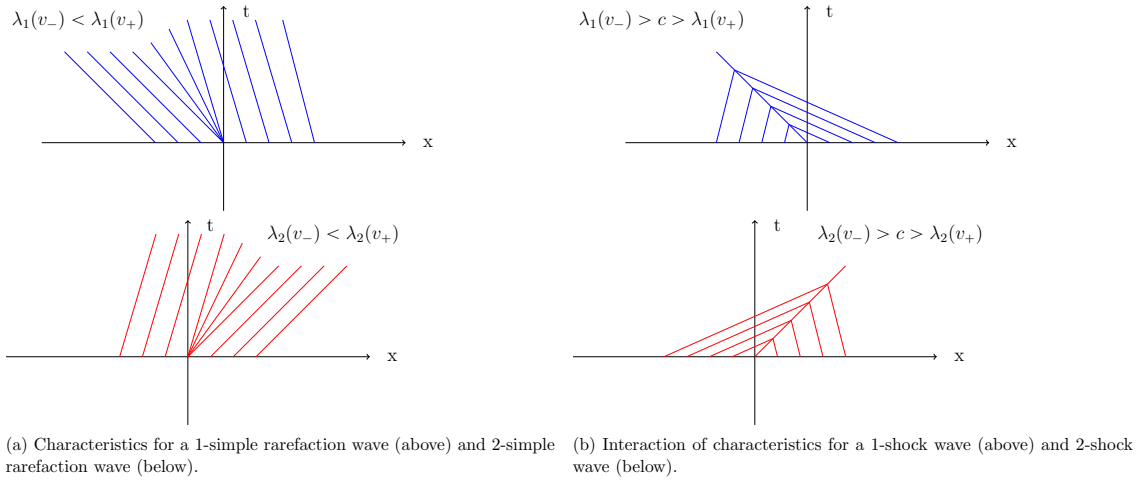 λ₁(v₋) < λ₁(v₊)
t
x
λ₁(v₋) > c > λ₁(v₊)
t
x
t
λ₂(v₋) < λ₂(v₊)
x
t
λ₂(v₋) > c > λ₂(v₊)
x
(a) Characteristics for a 1-simple rarefaction wave (above) and 2-simple
rarefaction wave (below).
(b) Interaction of characteristics for a 1-shock wave (above) and 2-shock
wave (below).